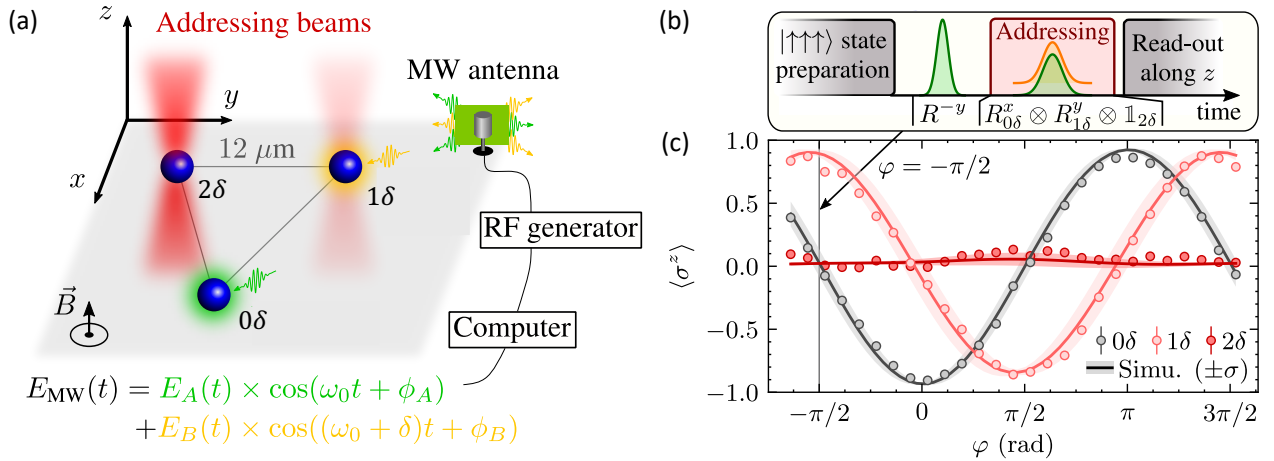 (a)
z
Addressing beams
MW antenna
y
12 μm
x
2δ
1δ
0δ
RF generator
B⃗
Computer
E_MW(t) = E_A(t) × cos(ω₀t + ϕ_A)
+E_B(t) × cos((ω₀ + δ)t + ϕ_B)
(b)
|↑↑↑⟩ state
preparation
Addressing
Read-out
along z
R^{−y}
R^x_{0δ} ⊗ R^y_{1δ} ⊗ 𝟙_{2δ}
time
(c)
φ = −π/2
1.0
0.5
0.0
−0.5
−1.0
⟨σ^z⟩
0δ
1δ
2δ
Simu. (±σ)
−π/2
0
π/2
π
3π/2
φ (rad)